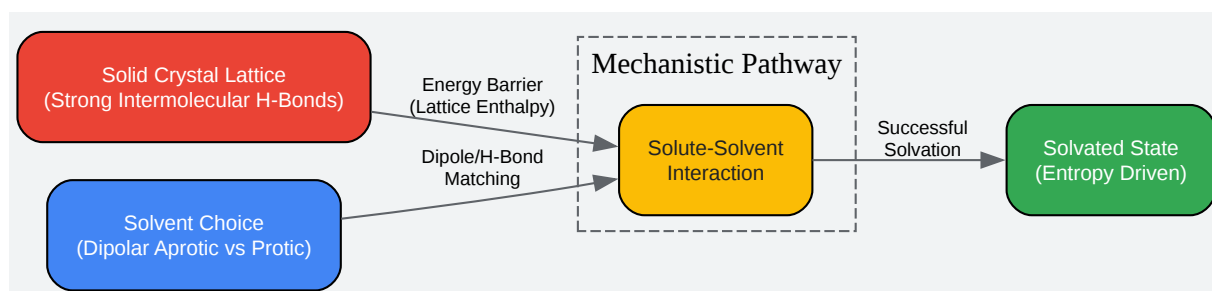 Solid Crystal Lattice
(Strong Intermolecular H-Bonds)
Energy Barrier
(Lattice Enthalpy)
Solvent Choice
(Dipolar Aprotic vs Protic)
Dipole/H-Bond
Matching
Mechanistic Pathway
Solute-Solvent
Interaction
Successful
Solvation
Solvated State
(Entropy Driven)